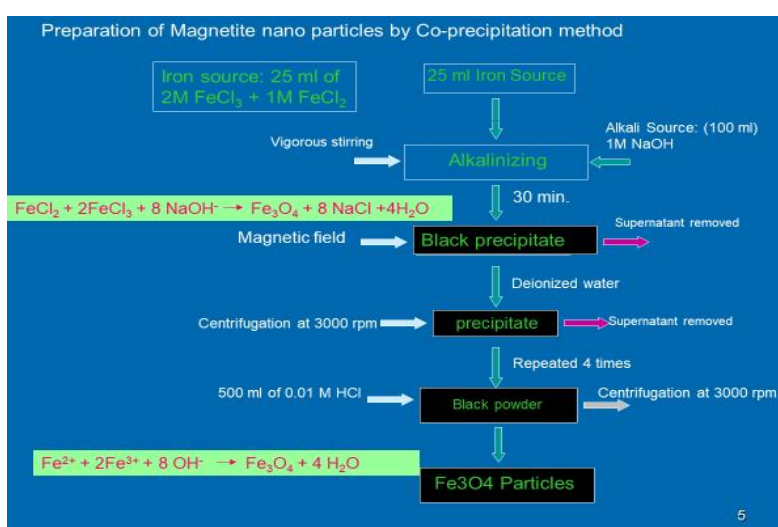 Preparation of Magnetite nano particles by Co-precipitation method
Iron source: 25 ml of
2M FeCl₃ + 1M FeCl₂
25 ml Iron Source
Alkali Source: (100 ml)
1M NaOH
Vigorous stirring
Alkalinizing
30 min.
FeCl₂ + 2FeCl₃ + 8 NaOH⁻ → Fe₃O₄ + 8 NaCl +4H₂O
Magnetic field
Black precipitate
Supernatant removed
Deionized water
Centrifugation at 3000 rpm
precipitate
Supernatant removed
Repeated 4 times
500 ml of 0.01 M HCl
Black powder
Centrifugation at 3000 rpm
Fe²⁺ + 2Fe³⁺ + 8 OH⁻ → Fe₃O₄ + 4 H₂O
Fe3O4 Particles
5